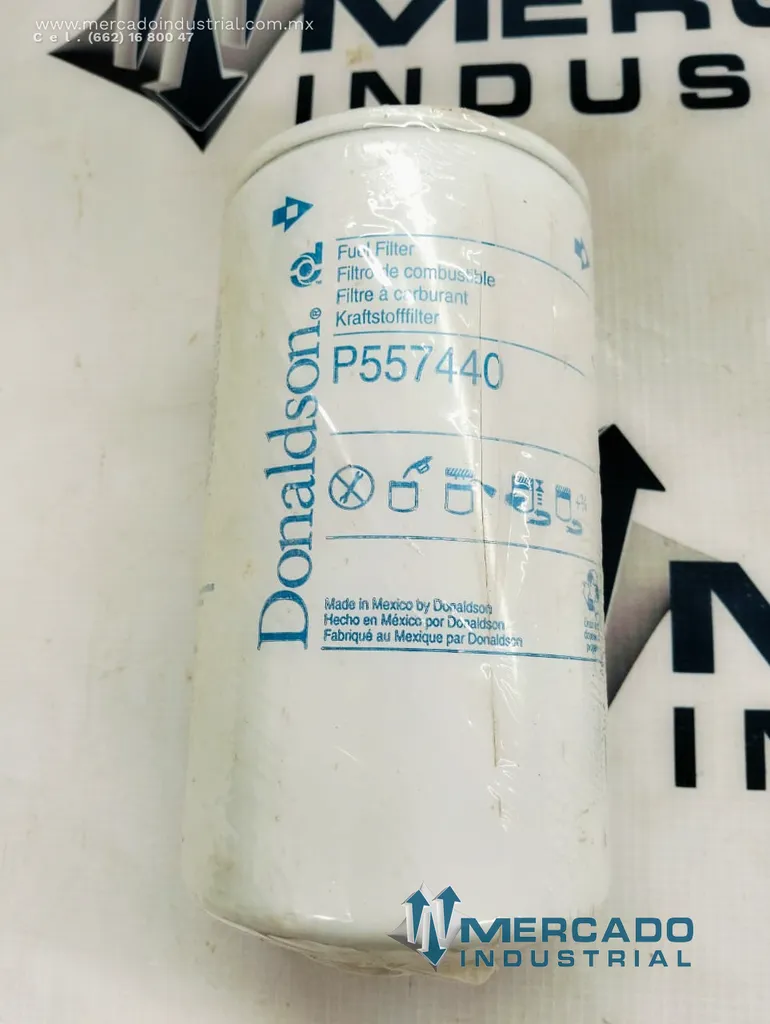 www.mercadoindustrial.com.mx
Cel. (662) 16 800 47
MERC
INDUS
Fuel Filter
Filtro de combustible
Filtre à carburant
Kraftstofffilter
P557440
Donaldson®
Made in Mexico by Donaldson
Hecho en México por Donaldson
Fabriqué au Mexique par Donaldson
MERCADO
INDUSTRIAL